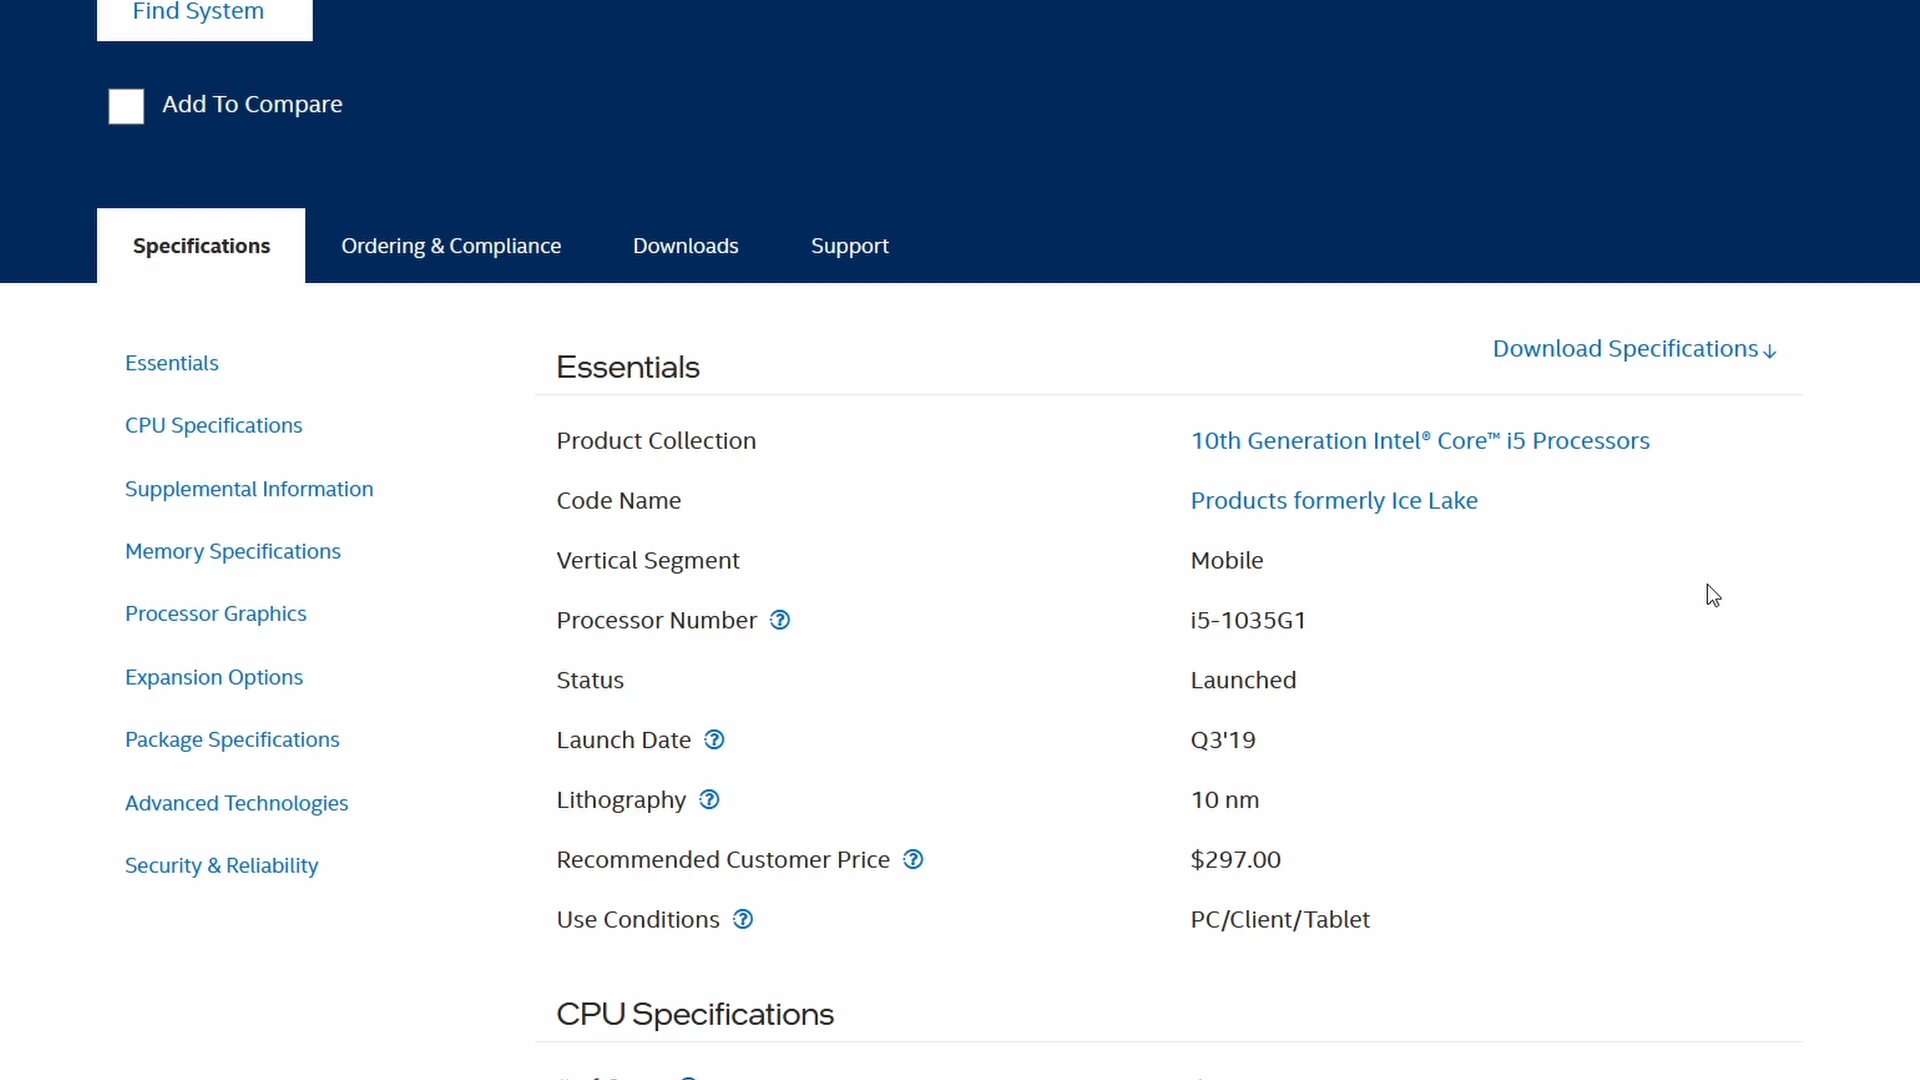 Find System
Add To Compare
Specifications Ordering & Compliance Downloads Support
Essentials
CPU Specifications
Supplemental Information
Memory Specifications
Processor Graphics
Expansion Options
Package Specifications
Advanced Technologies
Security & Reliability
Essentials
Download Specifications↓
Product Collection 10th Generation Intel® Core™ i5 Processors
Code Name Products formerly Ice Lake
Vertical Segment Mobile
Processor Number ? i5-1035G1
Status Launched
Launch Date ? Q3'19
Lithography ? 10 nm
Recommended Customer Price ? $297.00
Use Conditions ? PC/Client/Tablet
CPU Specifications